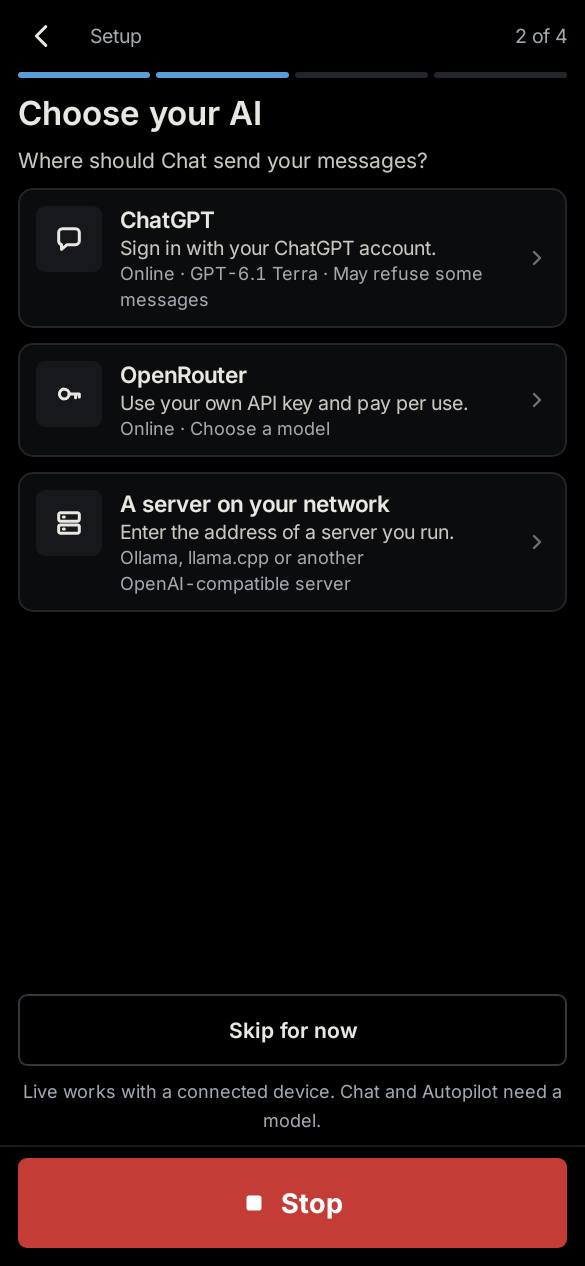 Setup
2 of 4
Choose your AI
Where should Chat send your messages?
ChatGPT
Sign in with your ChatGPT account.
Online · GPT-6.1 Terra · May refuse some
messages
OpenRouter
Use your own API key and pay per use.
Online · Choose a model
A server on your network
Enter the address of a server you run.
Ollama, llama.cpp or another
OpenAI-compatible server
Skip for now
Live works with a connected device. Chat and Autopilot need a
model.
Stop